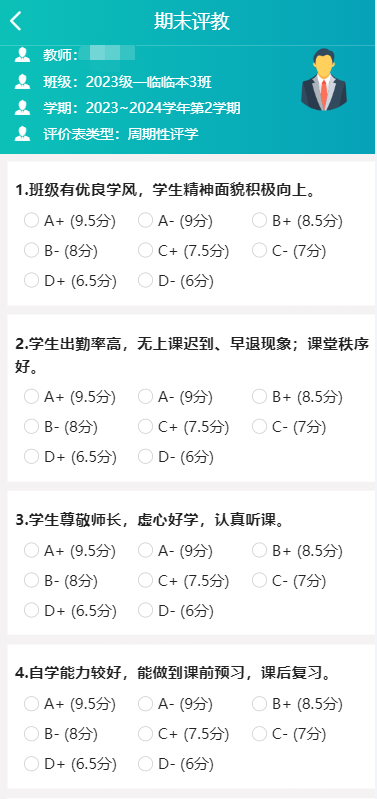 期末评教
教师:
班级：2023级一临临本3班
学期：2023~2024学年第2学期
评价表类型：周期性评学
1.班级有优良学风，学生精神面貌积极向上。
A+ (9.5分) A- (9分) B+ (8.5分)
B- (8分) C+ (7.5分) C- (7分)
D+ (6.5分) D- (6分)
2.学生出勤率高，无上课迟到、早退现象；课堂秩序
好。
A+ (9.5分) A- (9分) B+ (8.5分)
B- (8分) C+ (7.5分) C- (7分)
D+ (6.5分) D- (6分)
3.学生尊敬师长，虚心好学，认真听课。
A+ (9.5分) A- (9分) B+ (8.5分)
B- (8分) C+ (7.5分) C- (7分)
D+ (6.5分) D- (6分)
4.自学能力较好，能做到课前预习，课后复习。
A+ (9.5分) A- (9分) B+ (8.5分)
B- (8分) C+ (7.5分) C- (7分)
D+ (6.5分) D- (6分)